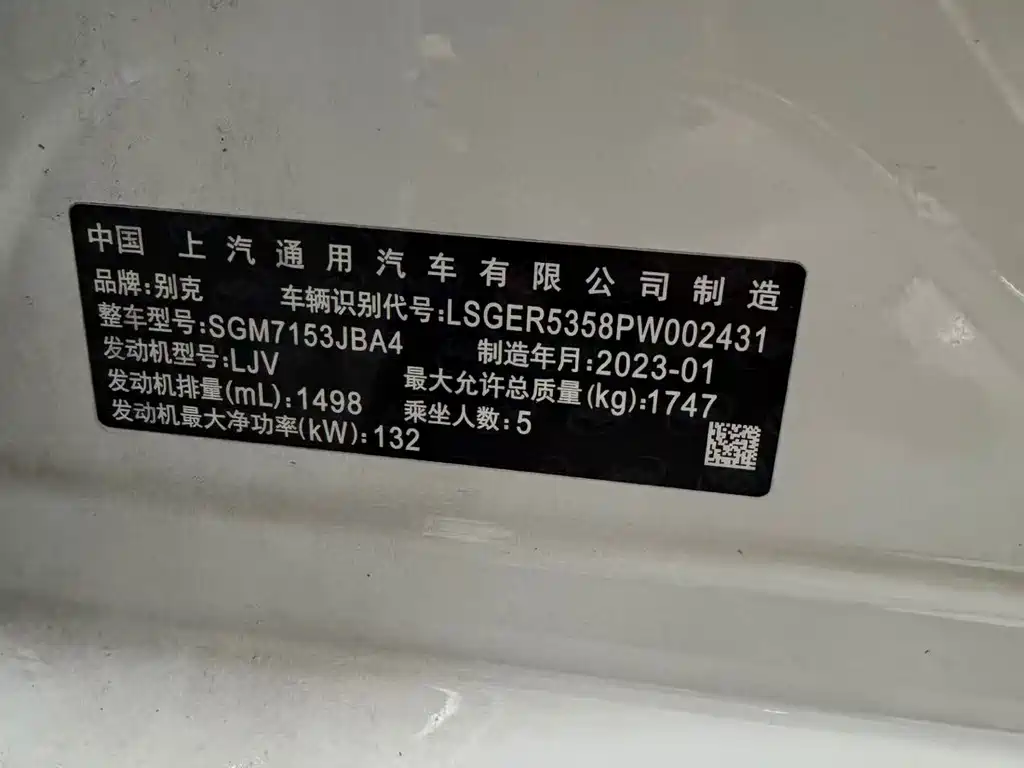 中国 上汽通用汽车有限公司制造
品牌:别克 车辆识别代号:LSGER5358PW002431
整车型号:SGM7153JBA4 制造年月:2023-01
发动机型号:LJV 最大允许总质量(kg):1747
发动机排量(mL):1498 乘坐人数:5
发动机最大净功率(kW):132